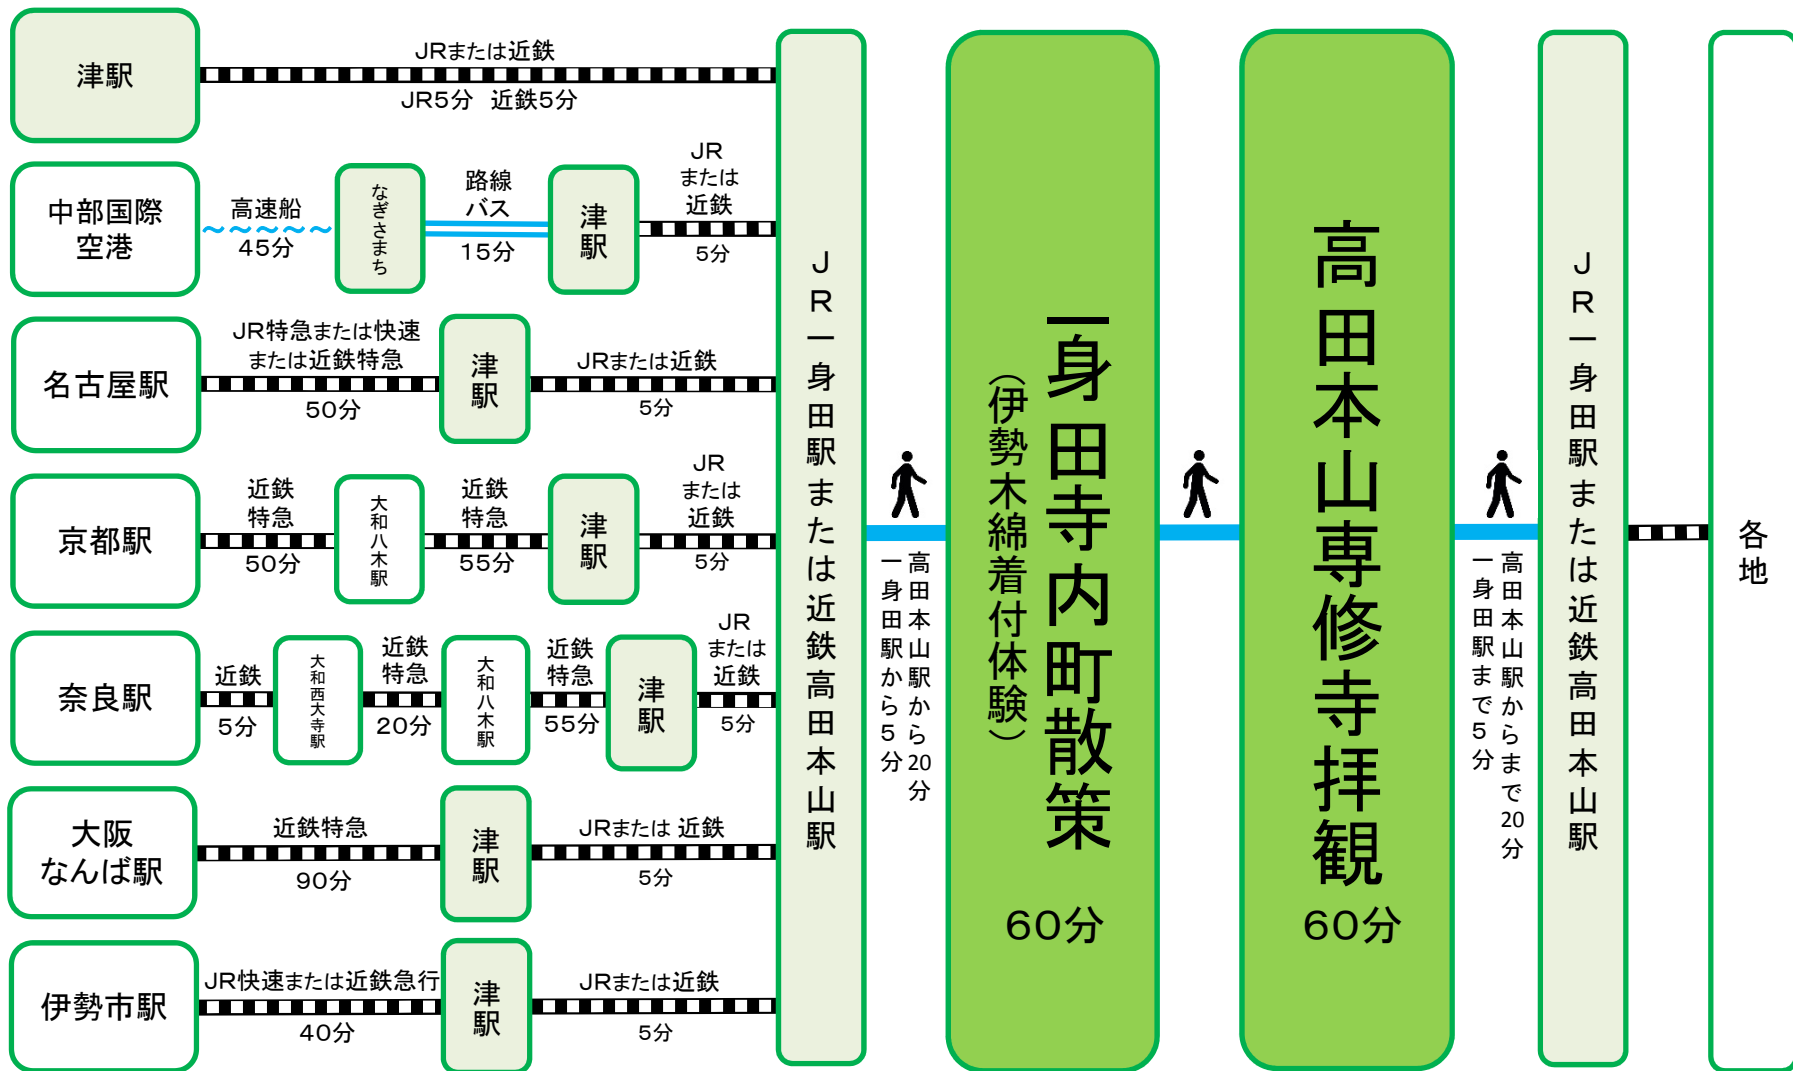 津駅
JRまたは近鉄
JR5分 近鉄5分
中部国際
空港
高速船
45分
なぎさまち
路線
バス
15分
津駅
JR
または
近鉄
5分
名古屋駅
JR特急または快速
または近鉄特急
50分
津駅
JRまたは近鉄
5分
京都駅
近鉄
特急
50分
大和八木駅
近鉄
特急
55分
津駅
JR
または
近鉄
5分
奈良駅
近鉄
5分
大和西大寺駅
近鉄
特急
20分
大和八木駅
近鉄
特急
55分
津駅
JR
または
近鉄
5分
大阪
なんば駅
近鉄特急
90分
津駅
JRまたは 近鉄
5分
伊勢市駅
JR快速または近鉄急行
40分
津駅
JRまたは近鉄
5分
JR一身田駅または近鉄高田本山駅
高田本山駅から20分
一身田駅から5分
一身田寺内町散策
（伊勢木綿着付体験）
60分
高田本山専修寺拝観
60分
高田本山駅からまで20分
一身田駅まで5分
JR一身田駅または近鉄高田本山駅
各地